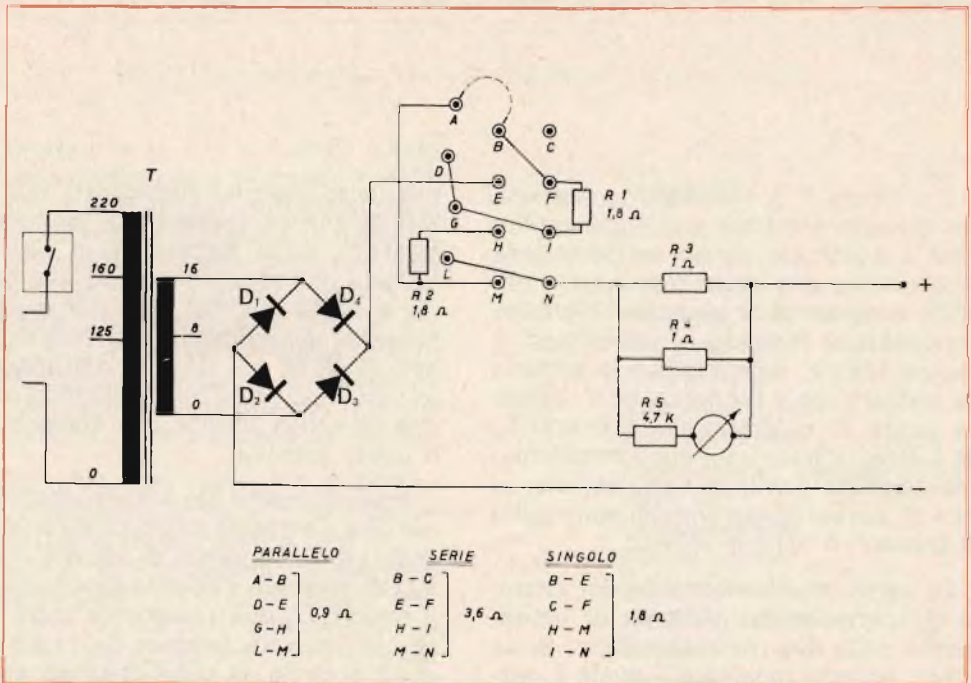 T
220
160
125
0
16
8
0
D1
D4
D2
D3
A
B
C
D
E
F
G
H
I
L
M
N
R 1
1,8 Ω
R 2
1,8 Ω
R 3
1 Ω
R 4
1 Ω
R 5
4,7 K
+
−
PARALLELO
A - B
D - E
G - H
L - M
0,9 Ω
SERIE
B - C
E - F
H - I
M - N
3,6 Ω
SINGOLO
B - E
C - F
H - M
I - N
1,8 Ω